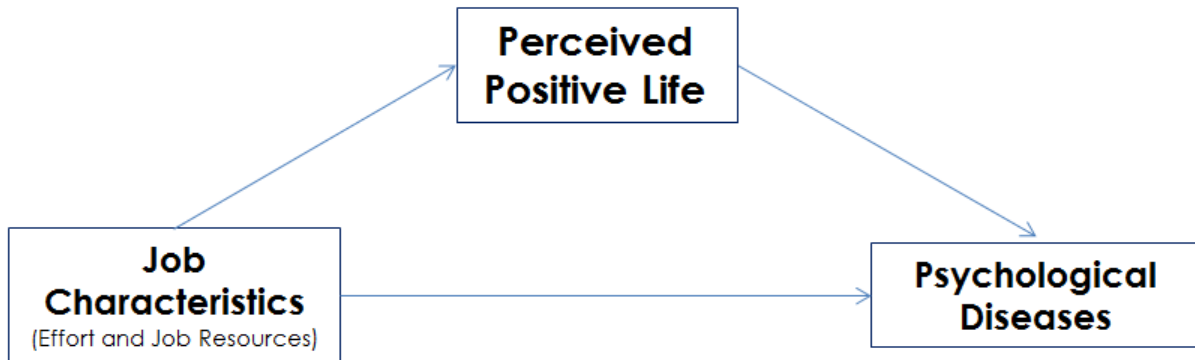 Perceived
Positive Life
Job
Characteristics
(Effort and Job Resources)
Psychological
Diseases